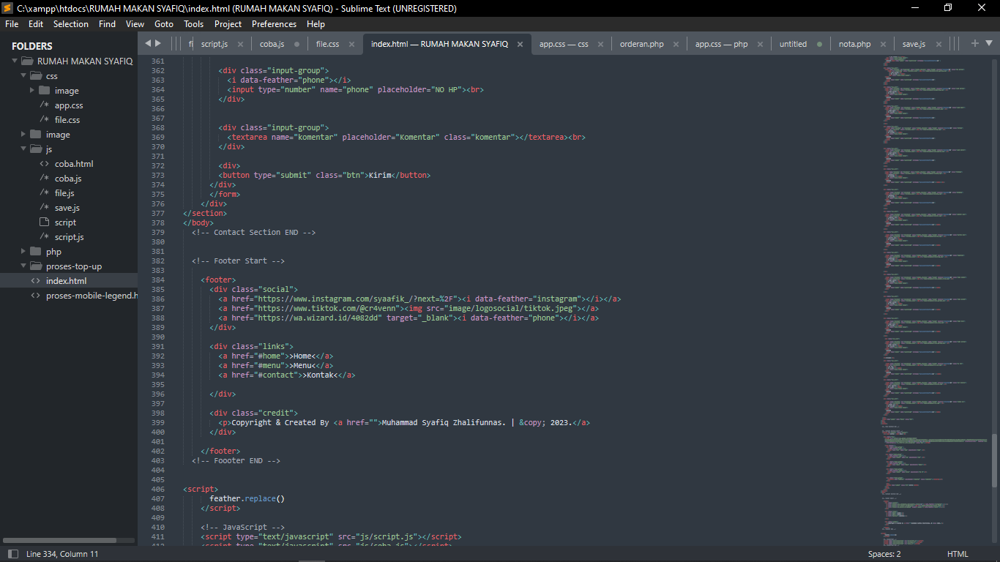 C:\xampp\htdocs\RUMAH MAKAN SYAFIQ\index.html (RUMAH MAKAN SYAFIQ) - Sublime Text (UNREGISTERED)
File Edit Selection Find View Goto Tools Project Preferences Help
FOLDERS
RUMAH MAKAN SYAFIQ
css
image
/* app.css
/* file.css
image
js
<> coba.html
/* coba.js
/* file.js
/* save.js
script
/* script.js
php
proses-top-up
<> index.html
<> proses-mobile-legend.h
fi script.js × coba.js file.css × index.html — RUMAH MAKAN SYAFIQ × app.css — css × orderan.php × app.css — php × untitled nota.php × save.js × +
361
362 <div class="input-group">
363 <i data-feather="phone"></i>
364 <input type="number" name="phone" placeholder="NO HP"><br>
365 </div>
366
367
368 <div class="input-group">
369 <textarea name="komentar" placeholder="Komentar" class="komentar"></textarea><br>
370 </div>
371
372 <div>
373 <button type="submit" class="btn">Kirim</button>
374 </div>
375 </form>
376 </div>
377 </section>
378 </body>
379 <!-- Contact Section END -->
380
381
382 <!-- Footer Start -->
383
384 <footer>
385 <div class="social">
386 <a href="https://www.instagram.com/syaafik_/?next=%2F"><i data-feather="instagram"></i></a>
387 <a href="https://www.tiktok.com/@cr4venn"><img src="image/logosocial/tiktok.jpeg"></a>
388 <a href="https://wa.wizard.id/4082dd" target="_blank"><i data-feather="phone"></i></a>
389 </div>
390
391 <div class="links">
392 <a href="#home">>Home<</a>
393 <a href="#menu">>Menu<</a>
394 <a href="#contact">>Kontak<</a>
395
396 </div>
397
398 <div class="credit">
399 <p>Copyright & Created By <a href="">Muhammad Syafiq Zhalifunnas. | &copy; 2023.</a>
400 </div>
401
402 </footer>
403 <!-- Foooter END -->
404
405
406 <script>
407 feather.replace()
408 </script>
409
410 <!-- JavaScript -->
411 <script type="text/javascript" src="js/script.js"></script>
412 <script type="text/javascript" src="js/coba.js"></script>
Line 334, Column 11 Spaces: 2 HTML